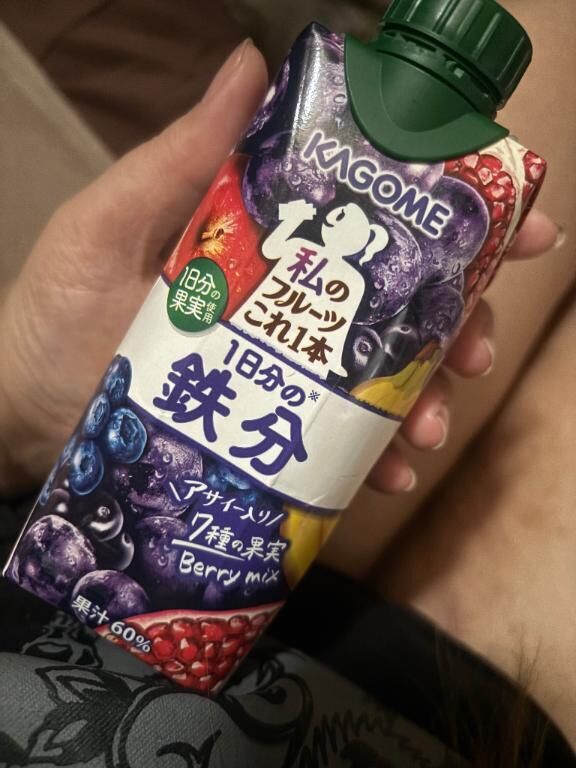 KAGOME
私の
フルーツ
これ1本
1日分の
果実使用
1日分の※
鉄分
\アサイー入り/
7種の果実
Berry mix
果汁60%